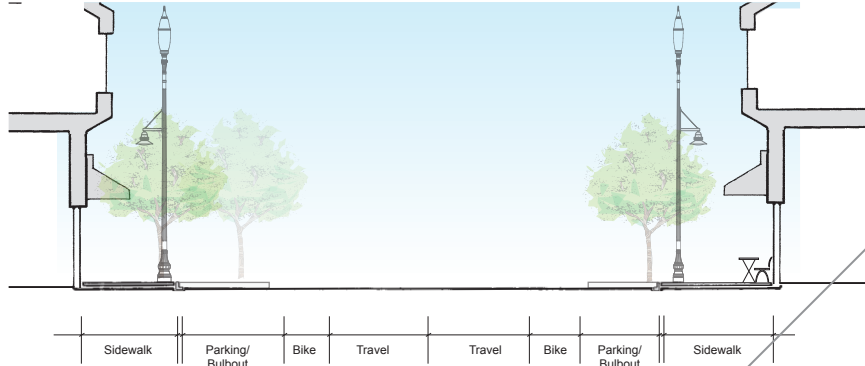 Sidewalk
Parking/
Bulbout
Bike
Travel
Travel
Bike
Parking/
Bulbout
Sidewalk